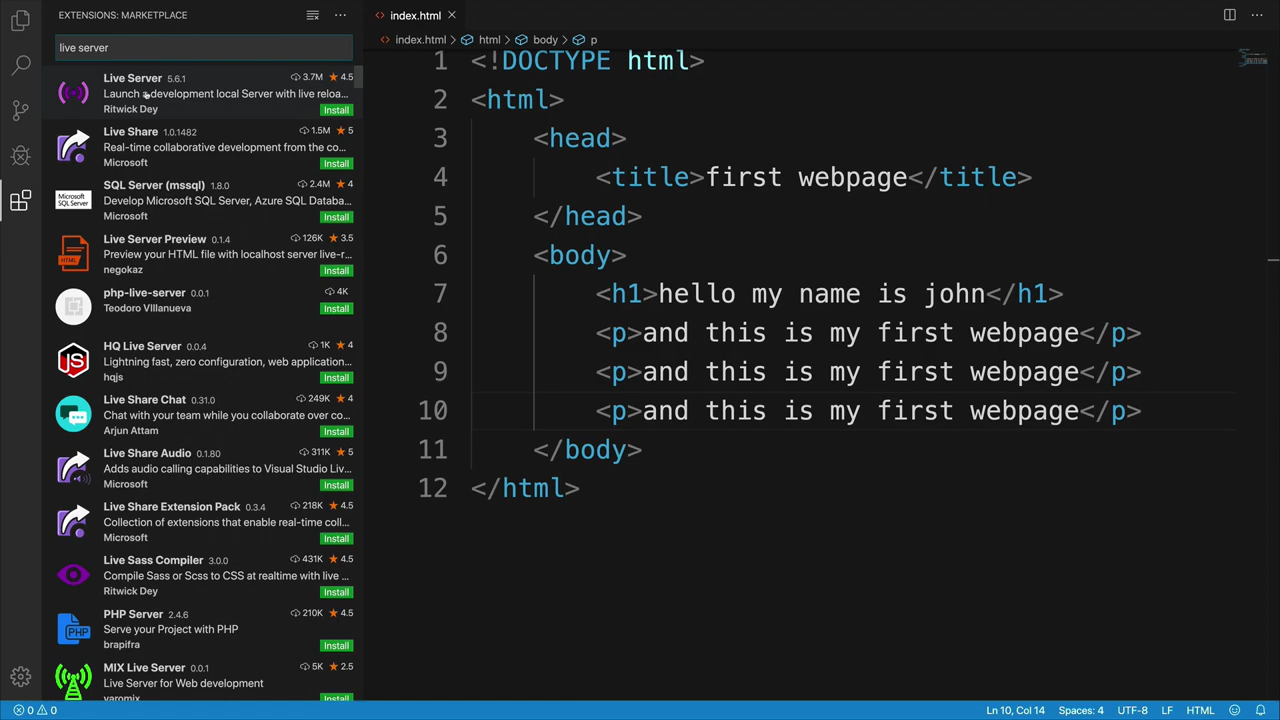 EXTENSIONS: MARKETPLACE
live server
Live Server 5.6.1 3.7M 4.5
Launch a development local Server with live reloa...
Ritwick Dey Install
Live Share 1.0.1482 1.5M 5
Real-time collaborative development from the co...
Microsoft Install
Microsoft
SQL Server
SQL Server (mssql) 1.8.0 2.4M 4
Develop Microsoft SQL Server, Azure SQL Databa...
Microsoft Install
HTML
Live Server Preview 0.1.4 126K 3.5
Preview your HTML file with localhost server live-r...
negokaz Install
php-live-server 0.0.1 4K
Teodoro VIllanueva Install
JS
HQ Live Server 0.0.4 1K 4
Lightning fast, zero configuration, web application...
hqjs Install
Live Share Chat 0.31.0 249K 4
Chat with your team while you collaborate over co...
Arjun Attam Install
Live Share Audio 0.1.80 311K 5
Adds audio calling capabilities to Visual Studio Liv...
Microsoft Install
Live Share Extension Pack 0.3.4 218K 4.5
Collection of extensions that enable real-time coll...
Microsoft Install
Live Sass Compiler 3.0.0 431K 4.5
Compile Sass or Scss to CSS at realtime with live ...
Ritwick Dey Install
PHP
PHP Server 2.4.6 210K 4.5
Serve your Project with PHP
brapifra Install
MIX Live Server 0.0.1 5K 2.5
Live Server for Web development
yaromix Install
index.html
index.html > html > body > p
1 <!DOCTYPE html>
2 <html>
3 <head>
4 <title>first webpage</title>
5 </head>
6 <body>
7 <h1>hello my name is john</h1>
8 <p>and this is my first webpage</p>
9 <p>and this is my first webpage</p>
10 <p>and this is my first webpage</p>
11 </body>
12 </html>
0 0 Ln 10, Col 14 Spaces: 4 UTF-8 LF HTML